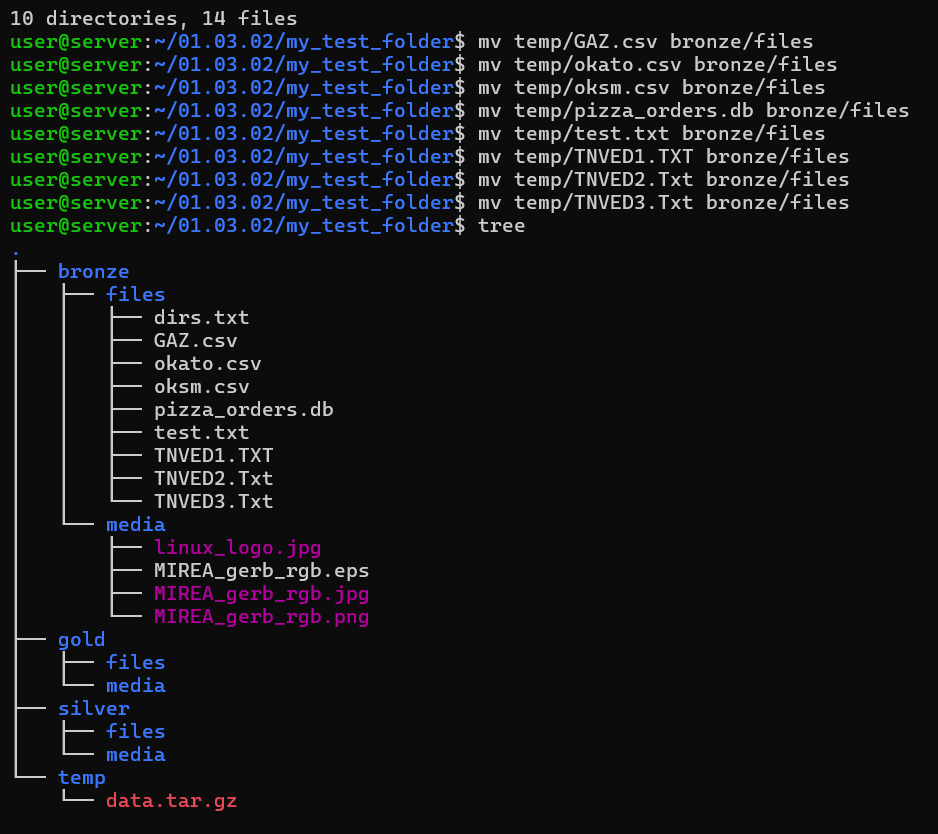 10 directories, 14 files
user@server:~/01.03.02/my_test_folder$ mv temp/GAZ.csv bronze/files
user@server:~/01.03.02/my_test_folder$ mv temp/okato.csv bronze/files
user@server:~/01.03.02/my_test_folder$ mv temp/oksm.csv bronze/files
user@server:~/01.03.02/my_test_folder$ mv temp/pizza_orders.db bronze/files
user@server:~/01.03.02/my_test_folder$ mv temp/test.txt bronze/files
user@server:~/01.03.02/my_test_folder$ mv temp/TNVED1.TXT bronze/files
user@server:~/01.03.02/my_test_folder$ mv temp/TNVED2.Txt bronze/files
user@server:~/01.03.02/my_test_folder$ mv temp/TNVED3.Txt bronze/files
user@server:~/01.03.02/my_test_folder$ tree
.
├── bronze
│   ├── files
│   │   ├── dirs.txt
│   │   ├── GAZ.csv
│   │   ├── okato.csv
│   │   ├── oksm.csv
│   │   ├── pizza_orders.db
│   │   ├── test.txt
│   │   ├── TNVED1.TXT
│   │   ├── TNVED2.Txt
│   │   └── TNVED3.Txt
│   └── media
│       ├── linux_logo.jpg
│       ├── MIREA_gerb_rgb.eps
│       ├── MIREA_gerb_rgb.jpg
│       └── MIREA_gerb_rgb.png
├── gold
│   ├── files
│   └── media
├── silver
│   ├── files
│   └── media
└── temp
    └── data.tar.gz